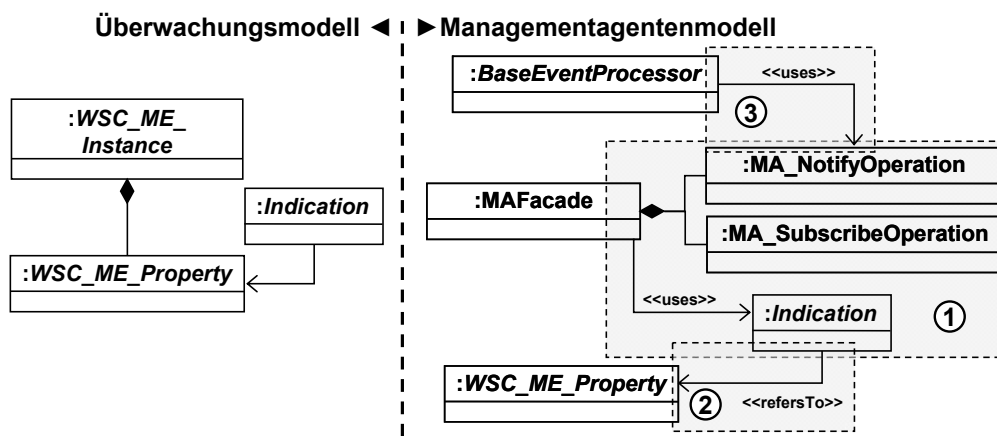 Überwachungsmodell ◄ ► Managementagentenmodell
:WSC_ME_
Instance
:Indication
:WSC_ME_Property
:BaseEventProcessor
<<uses>>
③
:MA_NotifyOperation
:MAFacade
:MA_SubscribeOperation
<<uses>>
:Indication
①
:WSC_ME_Property
②
<<refersTo>>